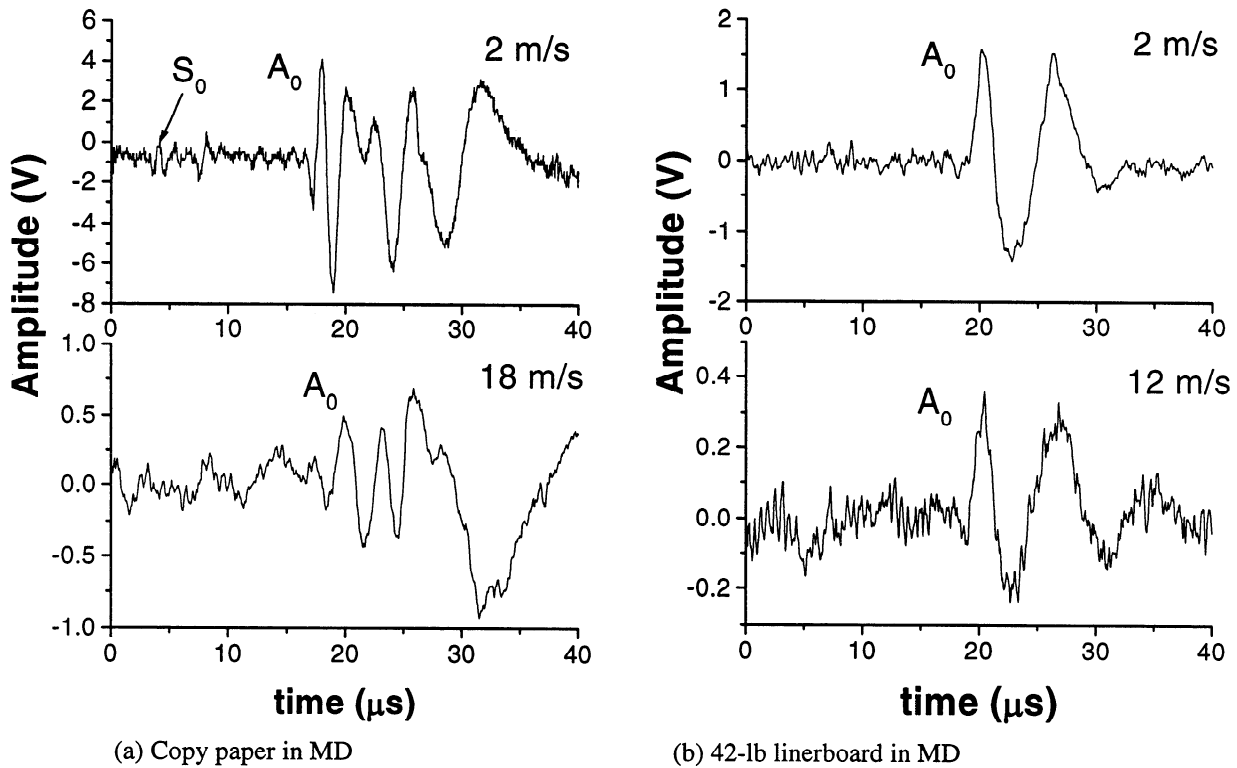 6
4
2
0
-2
-4
-6
-8
Amplitude (V)
S0
A0
2 m/s
0 10 20 30 40
1.0
0.5
0.0
-0.5
-1.0
A0
18 m/s
0 10 20 30 40
time (μs)
(a) Copy paper in MD
2
1
0
-1
-2
Amplitude (V)
A0
2 m/s
0 10 20 30 40
0.4
0.2
0.0
-0.2
A0
12 m/s
0 10 20 30 40
time (μs)
(b) 42-lb linerboard in MD